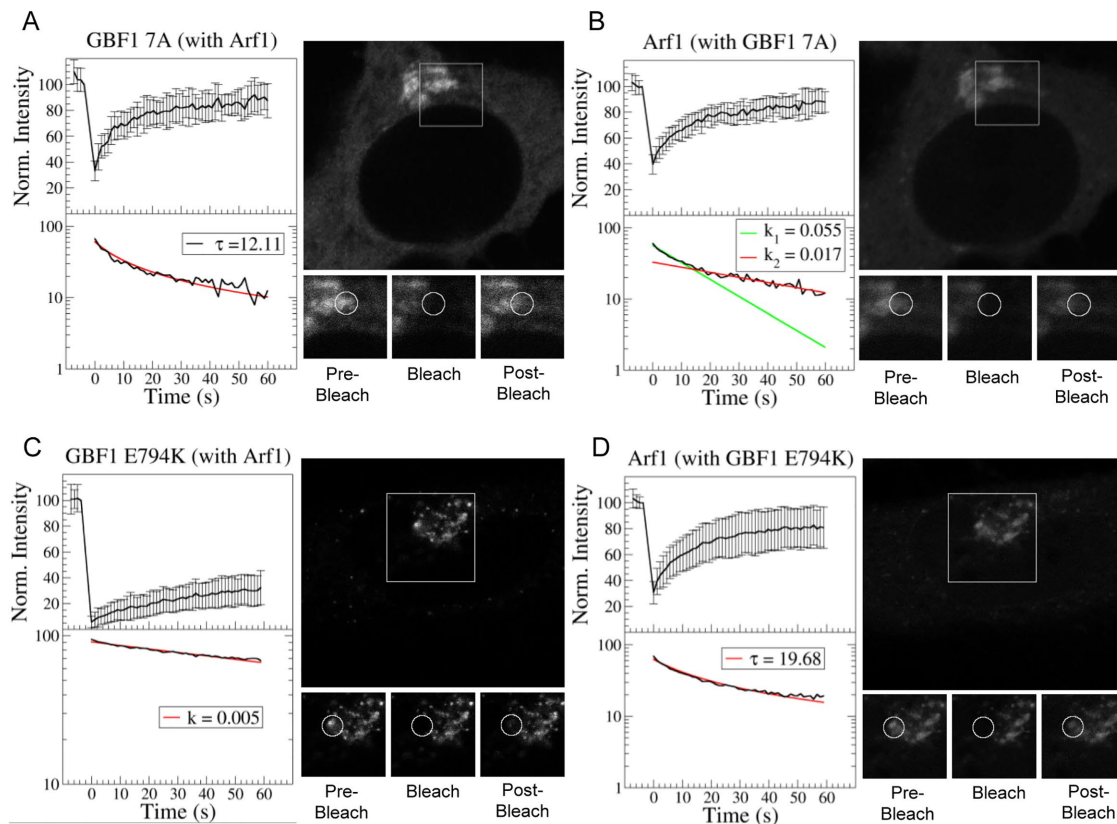 A
GBF1 7A (with Arf1)
Norm. Intensity
100
80
60
40
20
100
10
1
τ =12.11
0 10 20 30 40 50 60
Time (s)
Pre-
Bleach
Bleach
Post-
Bleach
B
Arf1 (with GBF1 7A)
Norm. Intensity
100
80
60
40
20
100
10
1
k₁ = 0.055
k₂ = 0.017
0 10 20 30 40 50 60
Time (s)
Pre-
Bleach
Bleach
Post-
Bleach
C
GBF1 E794K (with Arf1)
Norm. Intensity
100
80
60
40
20
100
10
k = 0.005
0 10 20 30 40 50 60
Time (s)
Pre-
Bleach
Bleach
Post-
Bleach
D
Arf1 (with GBF1 E794K)
Norm. Intensity
100
80
60
40
20
100
10
1
τ = 19.68
0 10 20 30 40 50 60
Time (s)
Pre-
Bleach
Bleach
Post-
Bleach